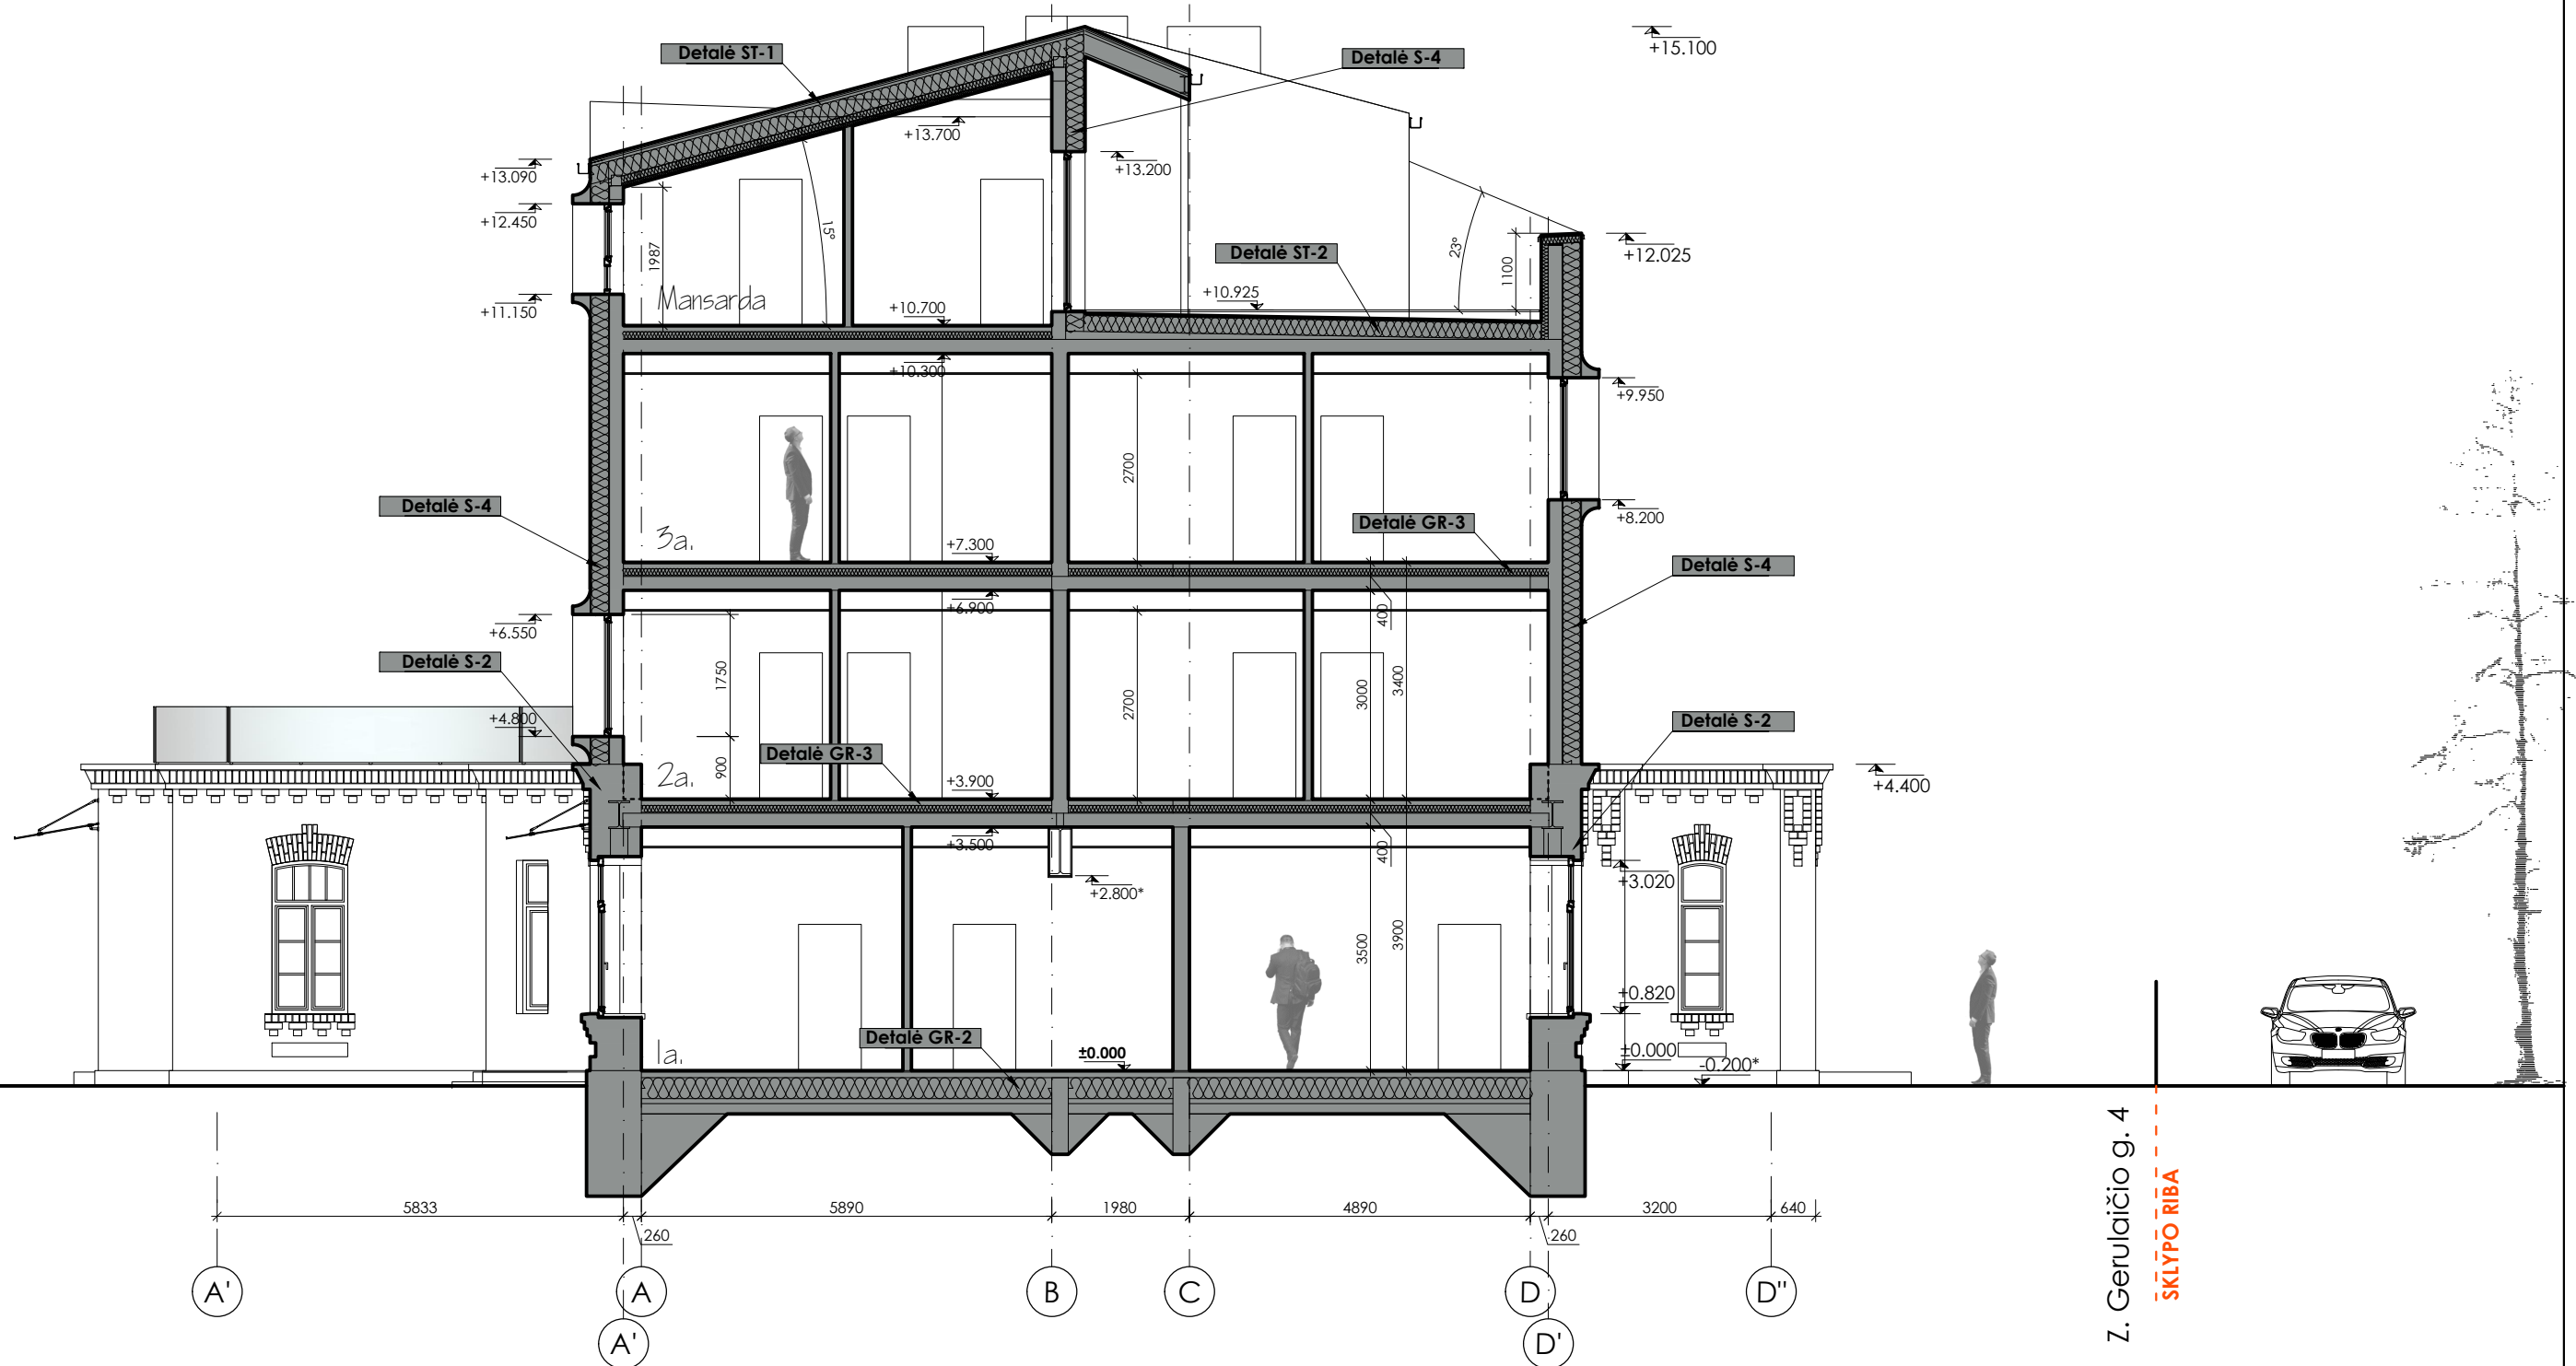 +15.100
Detalė ST-1
Detalė S-4
+13.700
+13.090
+13.200
+12.450
15°
1987
Mansarda
23°
1100
+12.025
Detalė ST-2
+11.150
+10.700
+10.925
+10.300
+9.950
2700
Detalė S-4
+8.200
Detalė GR-3
3a.
+7.300
Detalė S-4
+6.900
400
+6.550
Detalė S-2
1750
2700
3000
3400
+4.800
Detalė S-2
Detalė GR-3
2a.
900
+3.900
+4.400
+3.500
400
+2.800*
+3.020
3500
3900
+0.820
Detalė GR-2
1a.
±0.000
±0.000
-0.200*
5833
260
5890
1980
4890
260
3200
640
A'
A
B
C
D
D"
A'
D'
Z. Gerulaičio g. 4
SKLYPO RIBA